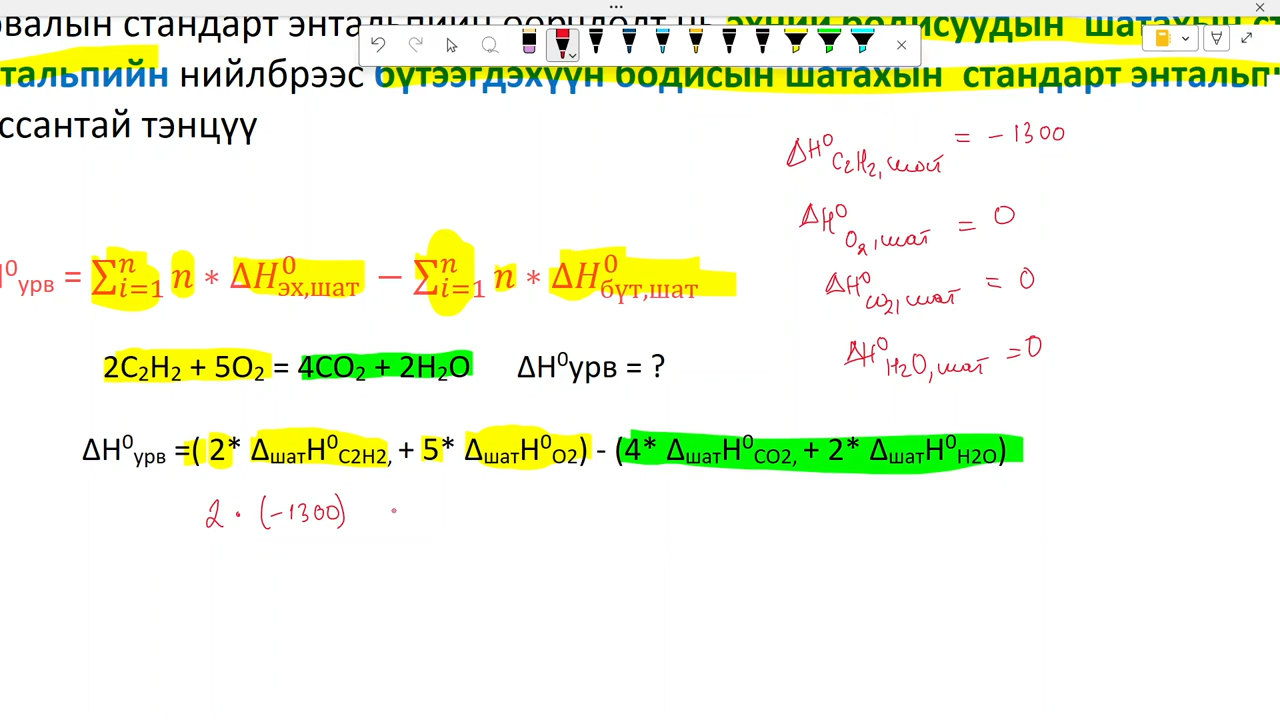 стандарт энтальпийн өөрчлөлт нь эхний бодисуудын шатахын
тальпийн нийлбрээс бүтээгдэхүүн бодисын шатахын стандарт энтальп
ссантай тэнцүү
ΔH⁰C₂H₂,шат = -1300
ΔH⁰O₂,шат = 0
H⁰урв = ∑ⁿᵢ₌₁ n * ΔH⁰эх,шат − ∑ⁿᵢ₌₁ n * ΔH⁰бүт,шат
ΔH⁰CO₂,шат = 0
ΔH⁰H₂O,шат = 0
2C₂H₂ + 5O₂ = 4CO₂ + 2H₂O ΔH⁰урв = ?
ΔH⁰урв =( 2* ΔшатH⁰C2H2, + 5* ΔшатH⁰O2) - (4* ΔшатH⁰CO2, + 2* ΔшатH⁰H2O)
2 · (-1300)